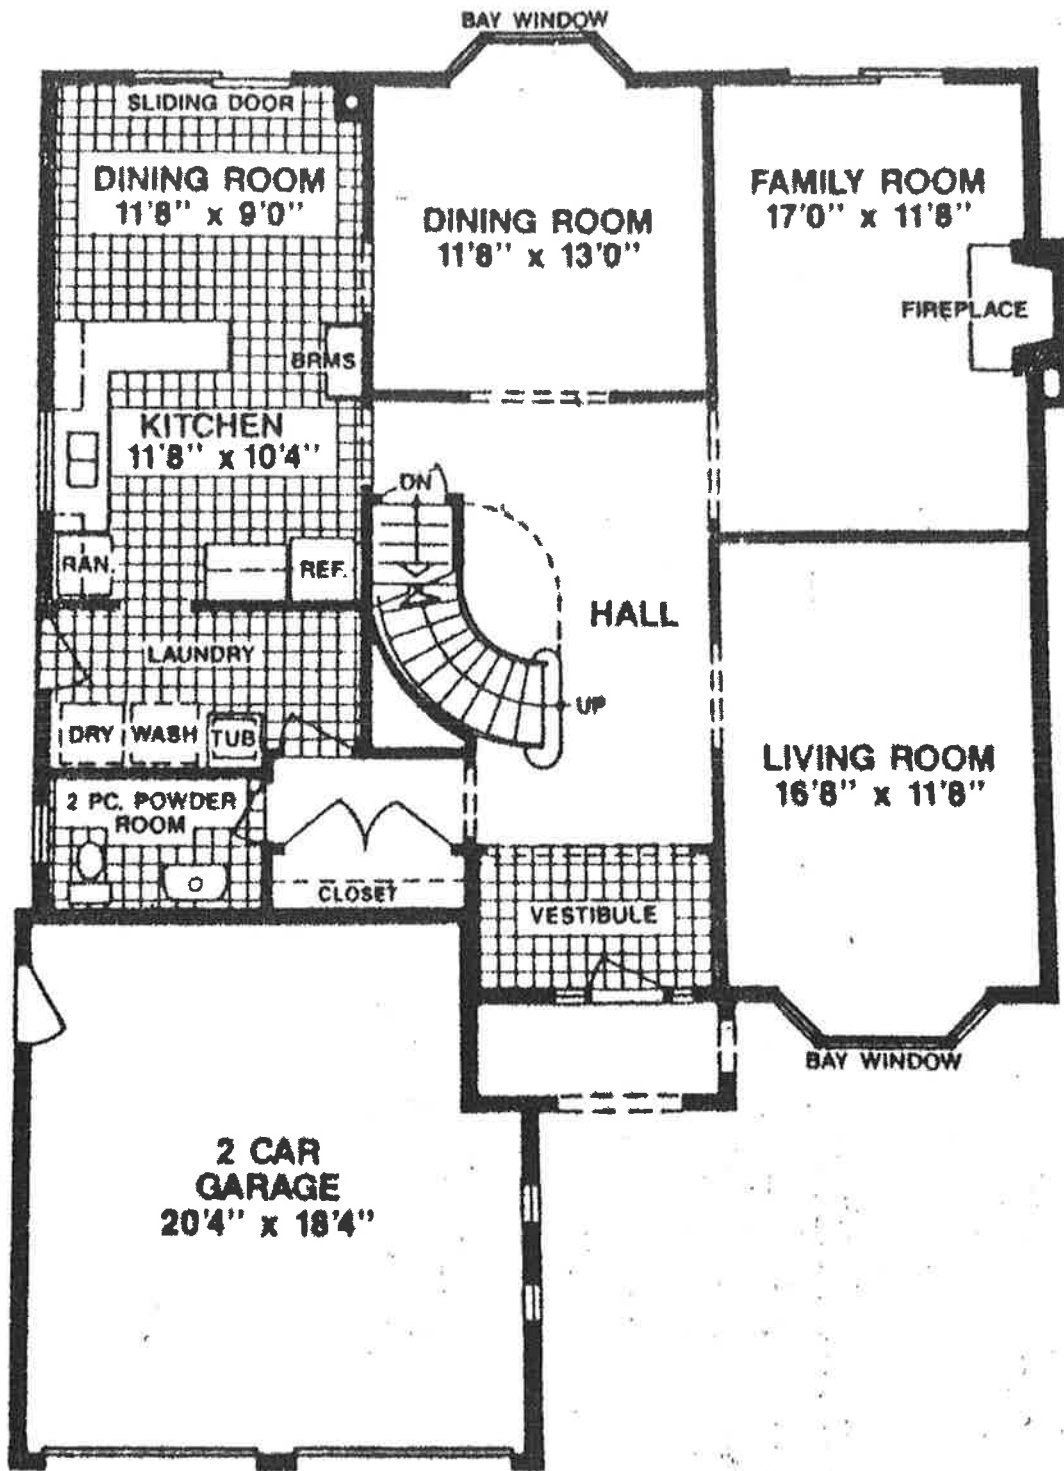 BAY WINDOW
SLIDING DOOR
DINING ROOM
11'8" x 9'0"
DINING ROOM
11'8" x 13'0"
FAMILY ROOM
17'0" x 11'8"
FIREPLACE
BRMS
KITCHEN
11'8" x 10'4"
DN
RAN.
REF.
HALL
LAUNDRY
UP
DRY
WASH
TUB
LIVING ROOM
16'8" x 11'8"
2 PC. POWDER
ROOM
CLOSET
VESTIBULE
BAY WINDOW
2 CAR
GARAGE
20'4" x 18'4"